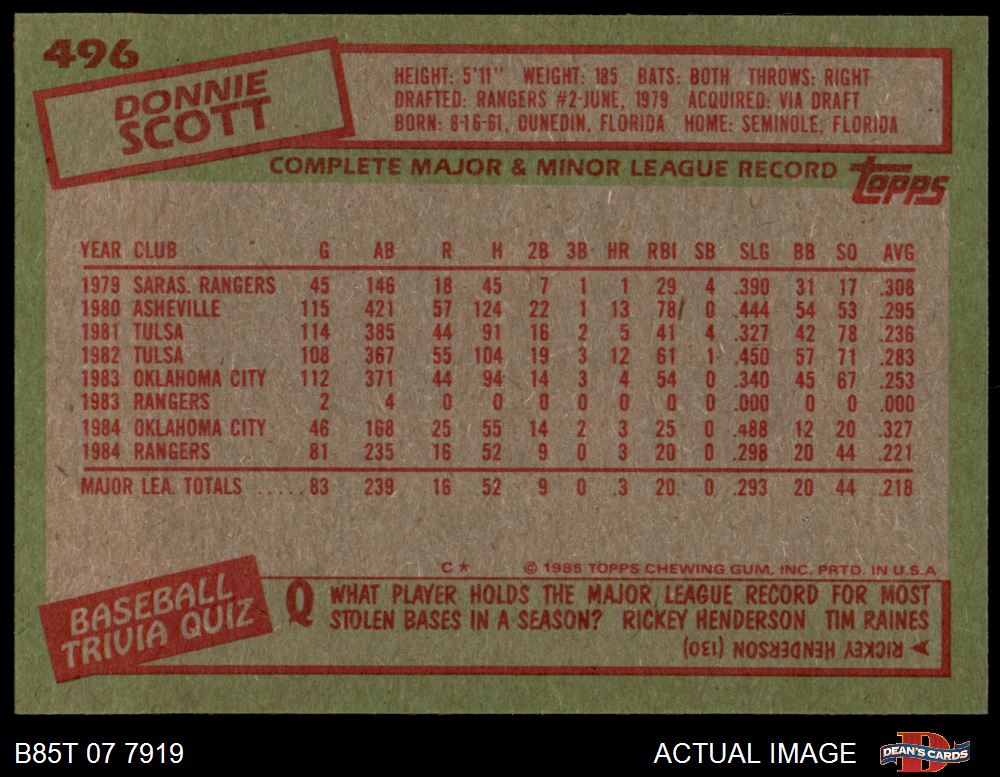 496
DONNIE
SCOTT
HEIGHT: 5'11" WEIGHT: 185 BATS: BOTH THROWS: RIGHT
DRAFTED: RANGERS #2-JUNE, 1979 ACQUIRED: VIA DRAFT
BORN: 8-16-61, DUNEDIN, FLORIDA HOME: SEMINOLE, FLORIDA
COMPLETE MAJOR & MINOR LEAGUE RECORD
Topps
YEAR CLUB G AB R H 2B 3B HR RBI SB SLG BB SO AVG
1979 SARAS. RANGERS 45 146 18 45 7 1 1 29 4 .390 31 17 .308
1980 ASHEVILLE 115 421 57 124 22 1 13 78 0 .444 54 53 .295
1981 TULSA 114 385 44 91 16 2 5 41 4 .327 42 78 .236
1982 TULSA 108 367 55 104 19 3 12 61 1 .450 57 71 .283
1983 OKLAHOMA CITY 112 371 44 94 14 3 4 54 0 .340 45 67 .253
1983 RANGERS 2 4 0 0 0 0 0 0 0 .000 0 0 .000
1984 OKLAHOMA CITY 46 168 25 55 14 2 3 25 0 .488 12 20 .327
1984 RANGERS 81 235 16 52 9 0 3 20 0 .298 20 44 .221
MAJOR LEA. TOTALS .....83 239 16 52 9 0 3 20 0 .293 20 44 .218
C* © 1985 TOPPS CHEWING GUM, INC. PRTD. IN U.S.A.
BASEBALL
TRIVIA QUIZ
Q WHAT PLAYER HOLDS THE MAJOR LEAGUE RECORD FOR MOST
STOLEN BASES IN A SEASON? RICKEY HENDERSON TIM RAINES
A RICKEY HENDERSON (130)
B85T 07 7919
ACTUAL IMAGE
D
DEAN'S CARDS